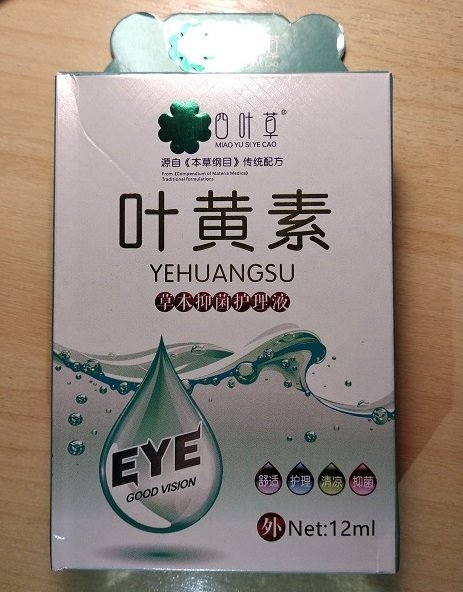 四叶草®
MIAO YU SI YE CAO
源自《本草纲目》传统配方
From《Compendium of Materia Medica》
Traditional formulations
叶黄素
YEHUANGSU
草本抑菌护理液
EYE
GOOD VISION
舒适 护理 清凉 抑菌
外 Net:12ml